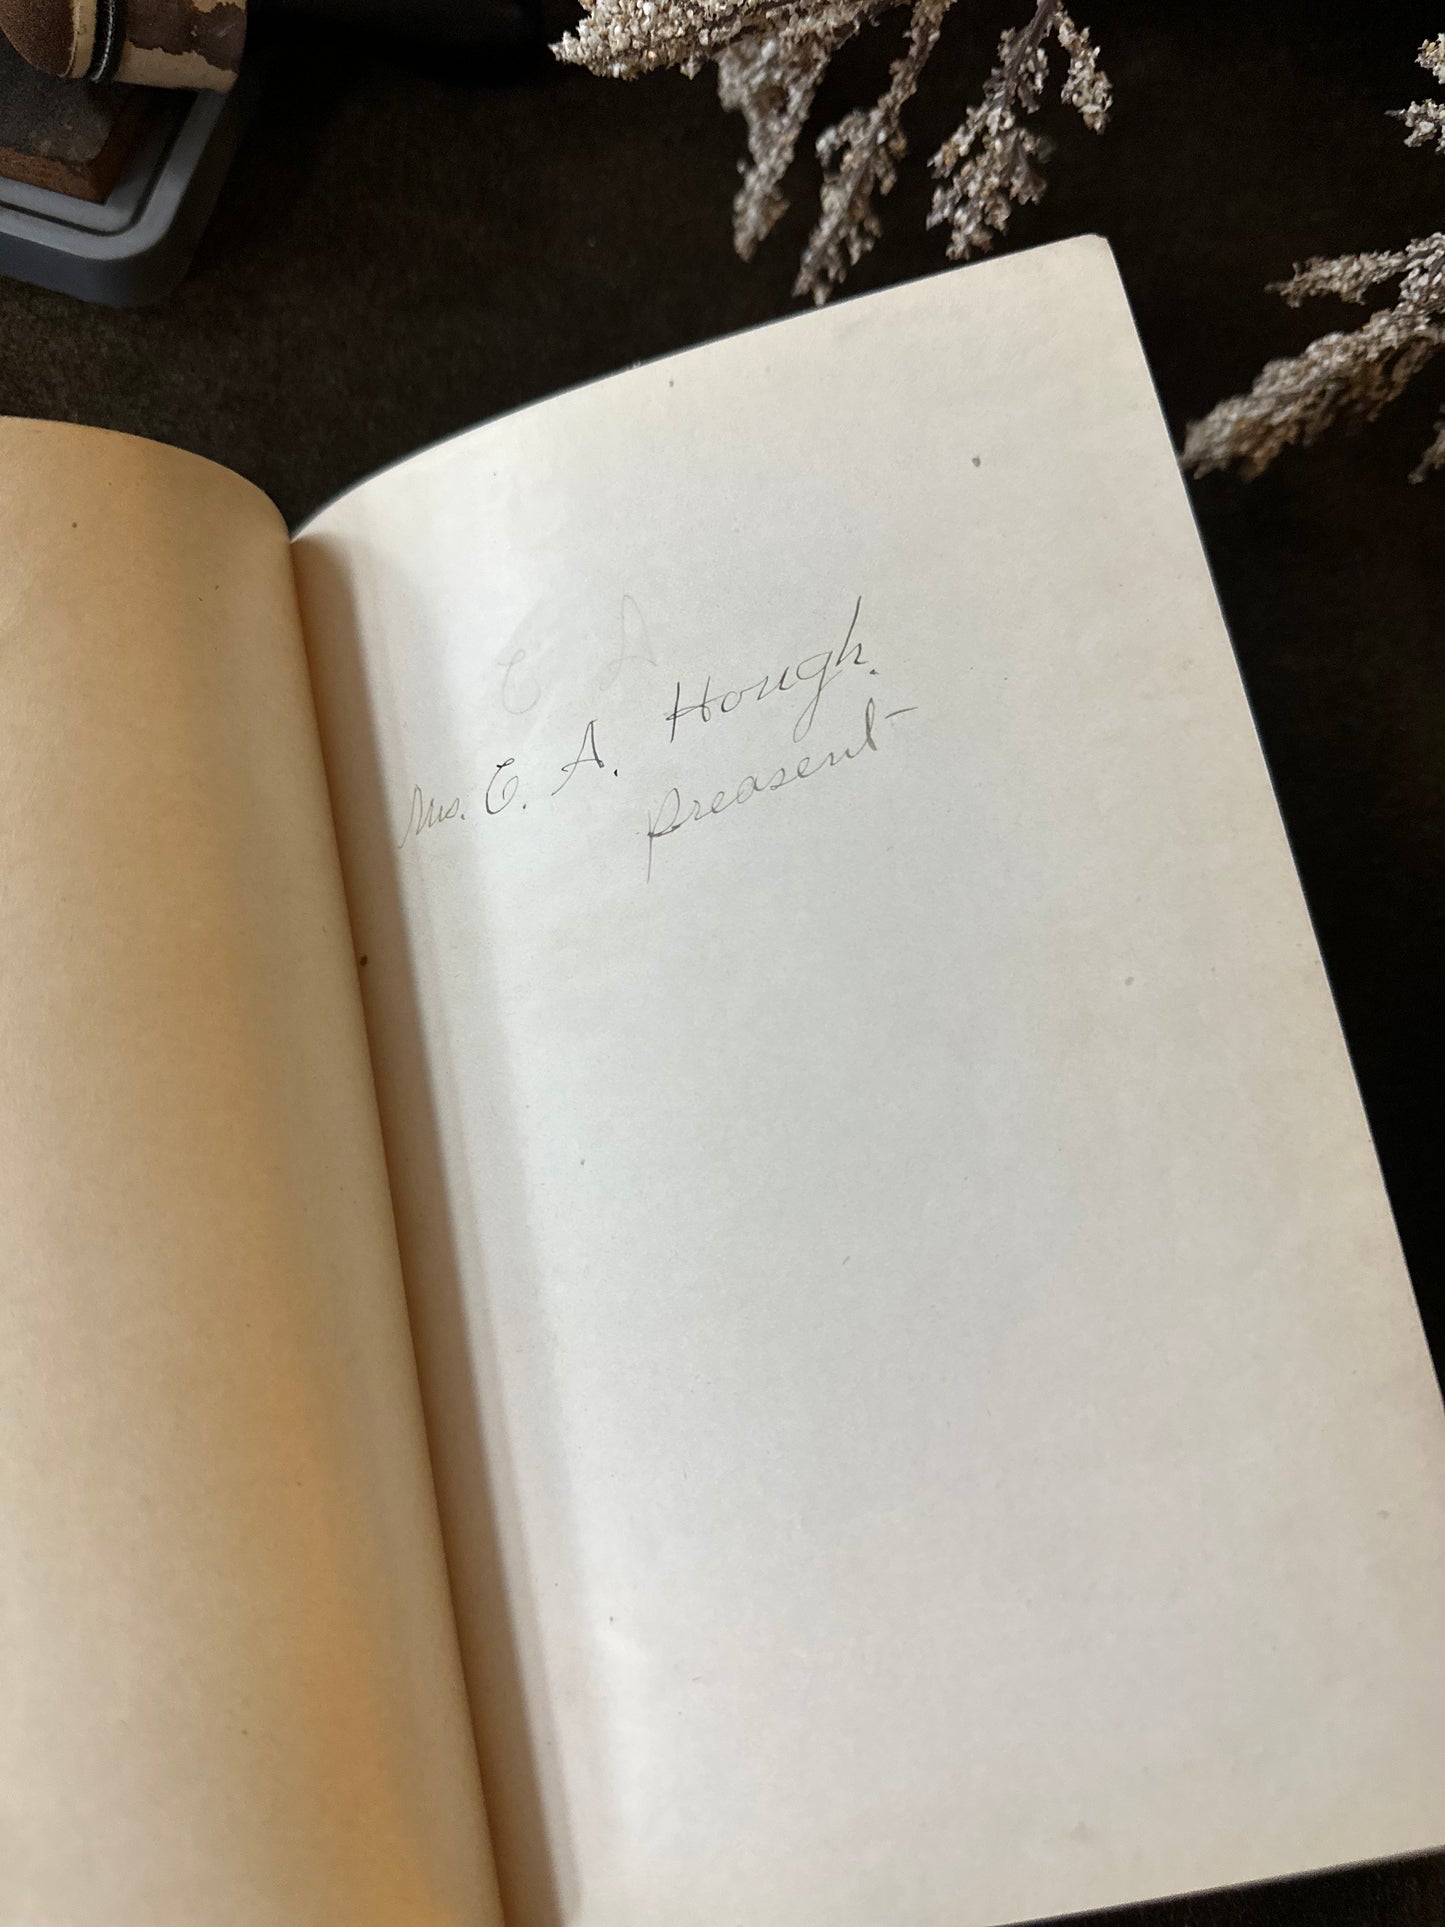 E A
Mrs. E. A. Hough.
preasent